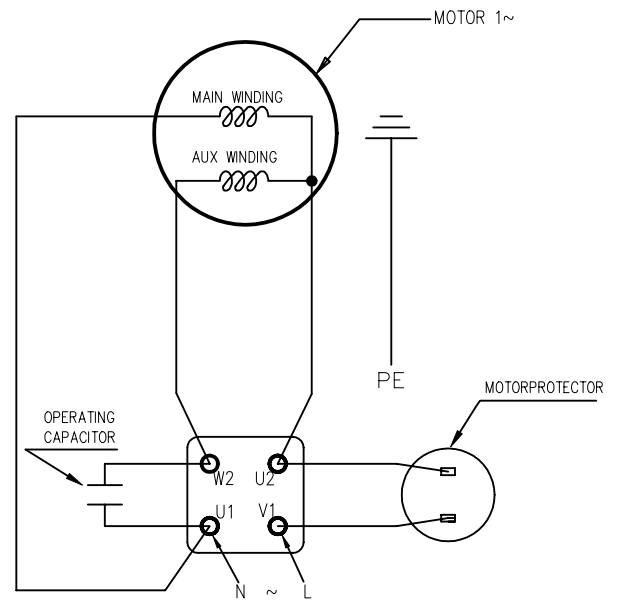 MOTOR 1~
MAIN WINDING
AUX WINDING
PE
MOTORPROTECTOR
OPERATING
CAPACITOR
W2 U2
U1 V1
N ~ L